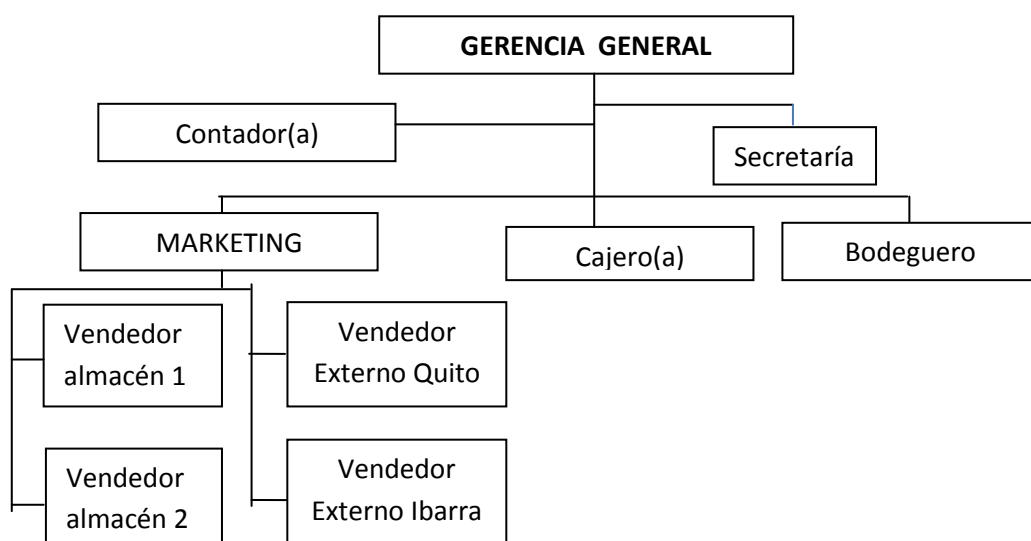 GERENCIA GENERAL
Contador(a)
Secretaría
MARKETING
Cajero(a)
Bodeguero
Vendedor
almacén 1
Vendedor
Externo Quito
Vendedor
almacén 2
Vendedor
Externo Ibarra